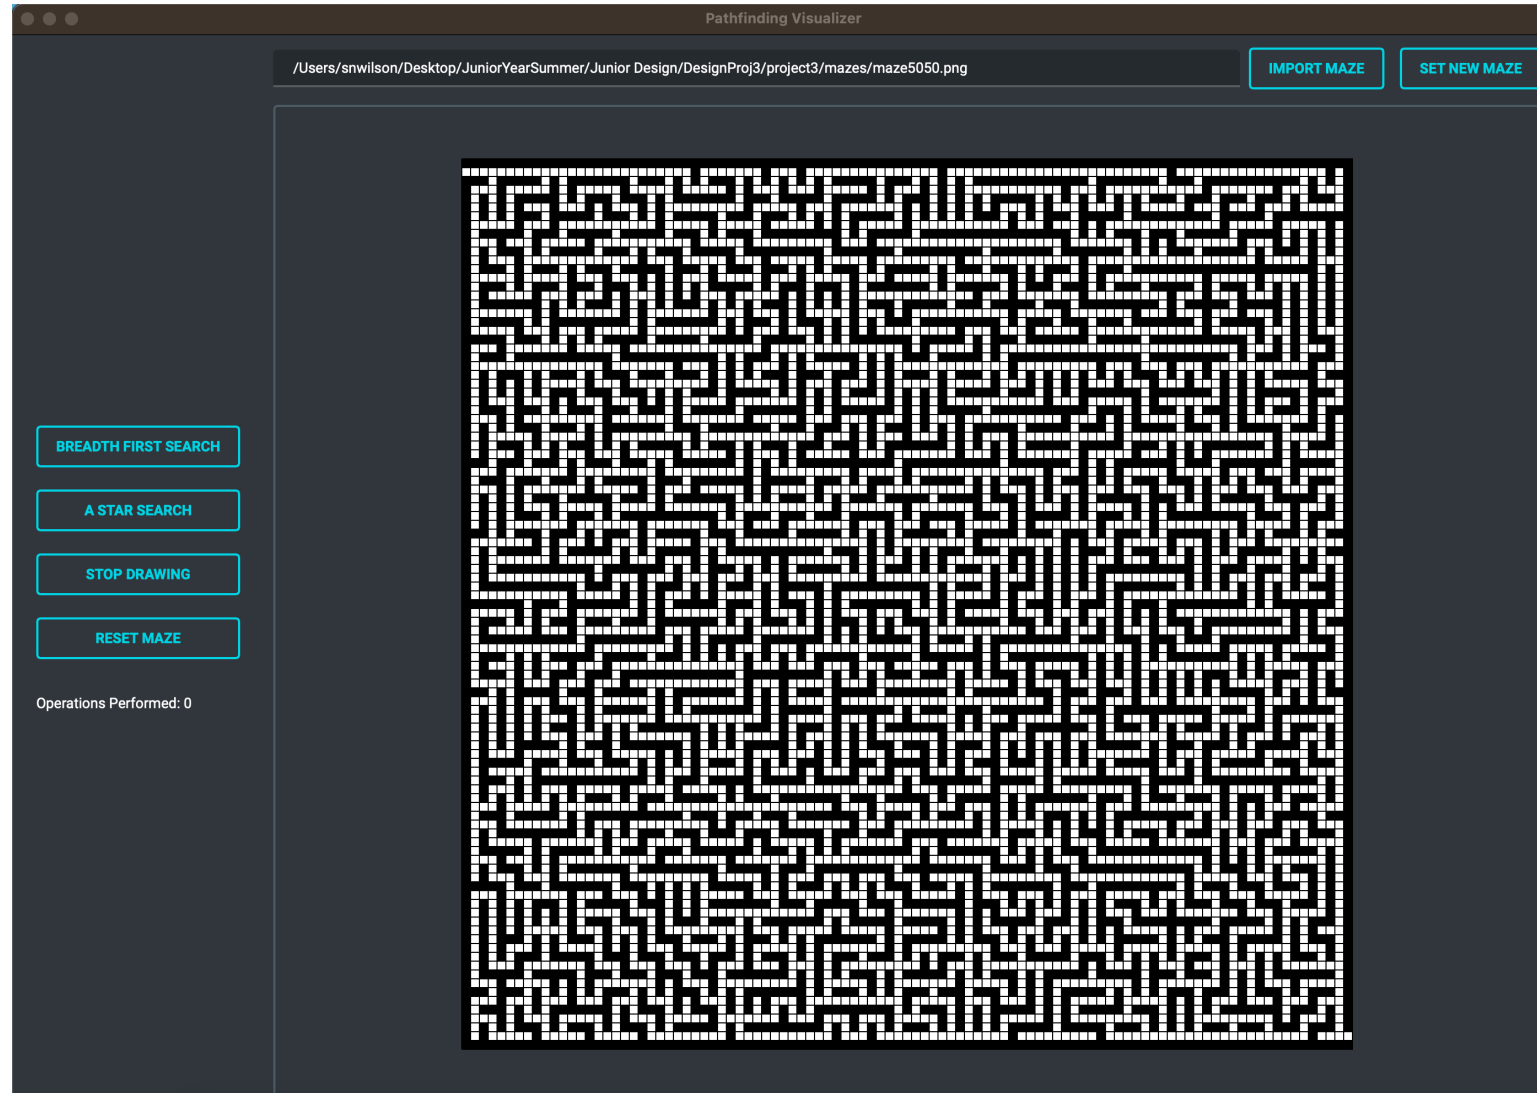 Pathfinding Visualizer
/Users/snwilson/Desktop/JuniorYearSummer/Junior Design/DesignProj3/project3/mazes/maze5050.png
IMPORT MAZE
SET NEW MAZE
BREADTH FIRST SEARCH
A STAR SEARCH
STOP DRAWING
RESET MAZE
Operations Performed: 0